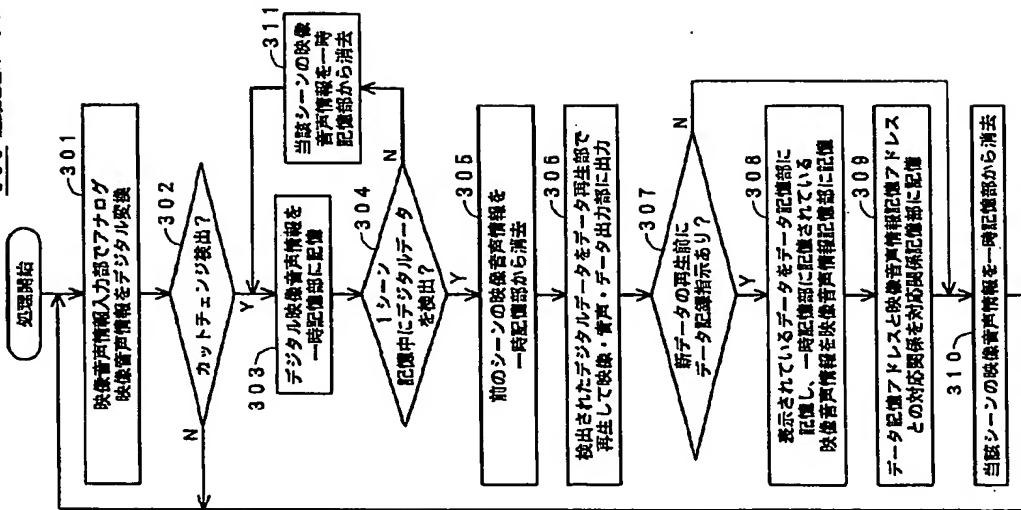 処理開始
301
映像音声情報入力部でアナログ
映像音声情報をデジタル変換
302
カットチェンジ検出?
N
Y
303
デジタル映像音声情報を
一時記憶部に記憶
311
当該シーンの映像
音声情報を一時
記憶部から消去
304
1シーン
記憶中にデジタルデータ
を検出?
N
Y
305
前のシーンの映像音声情報を
一時記憶部から消去
306
検出されたデジタルデータをデータ再生部で
再生して映像・音声・データ出力部に出力
307
新データの再生前に
データ記録指示あり?
N
Y
308
表示されているデータをデータ記憶部に
記憶し、一時記憶部に記憶されている
映像音声情報を映像音声情報記憶部に記憶
309
データ記憶アドレスと映像音声情報記憶アドレス
との対応関係を対応関係記憶部に記憶
310
当該シーンの映像音声情報を一時記憶部から消去